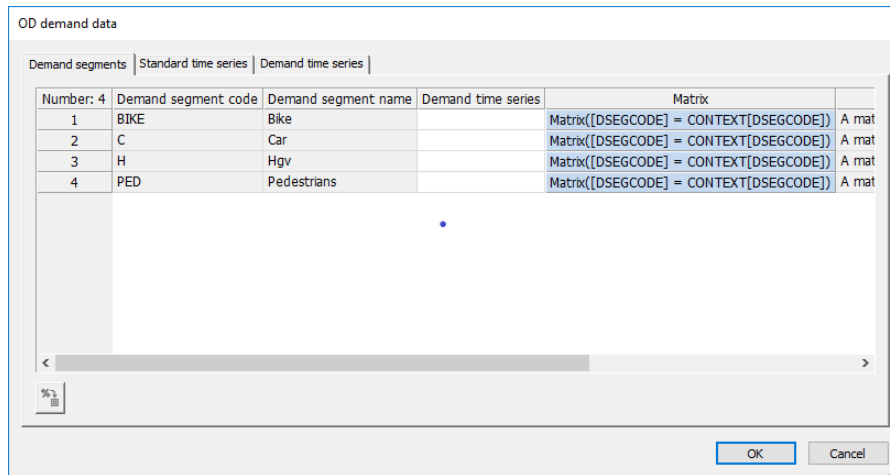 OD demand data
Demand segments Standard time series Demand time series
Number: 4 Demand segment code Demand segment name Demand time series Matrix
1 BIKE Bike Matrix([DSEGCODE] = CONTEXT[DSEGCODE]) A mat
2 C Car Matrix([DSEGCODE] = CONTEXT[DSEGCODE]) A mat
3 H Hgv Matrix([DSEGCODE] = CONTEXT[DSEGCODE]) A mat
4 PED Pedestrians Matrix([DSEGCODE] = CONTEXT[DSEGCODE]) A mat
OK Cancel